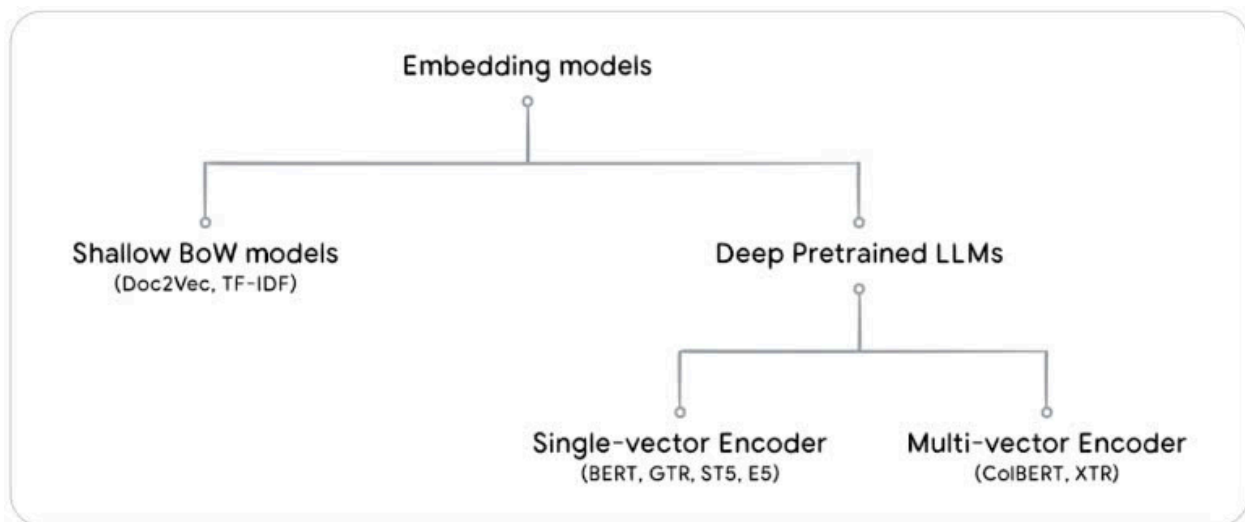 Embedding models
Shallow BoW models
(Doc2Vec, TF-IDF)
Deep Pretrained LLMs
Single-vector Encoder
(BERT, GTR, ST5, E5)
Multi-vector Encoder
(ColBERT, XTR)